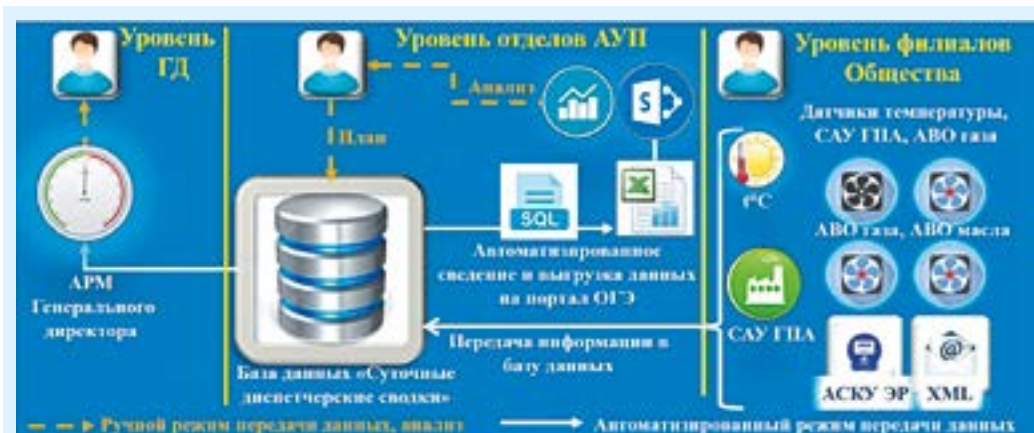 Уровень
ГД
Уровень отделов АУП
Уровень филиалов
Общества
Анализ
План
Датчики температуры,
САУ ГПА, АВО газа
t°C
SQL
АВО газа, АВО масла
Автоматизированное
сведение и выгрузка данных
на портал ОГЭ
АРМ
Генерального
директора
САУ ГПА
Передача информации в
базу данных
База данных «Суточные
диспетчерские сводки»
АСКУ ЭР
XML
Ручной режим передачи данных, анализ
Автоматизированный режим передачи данных